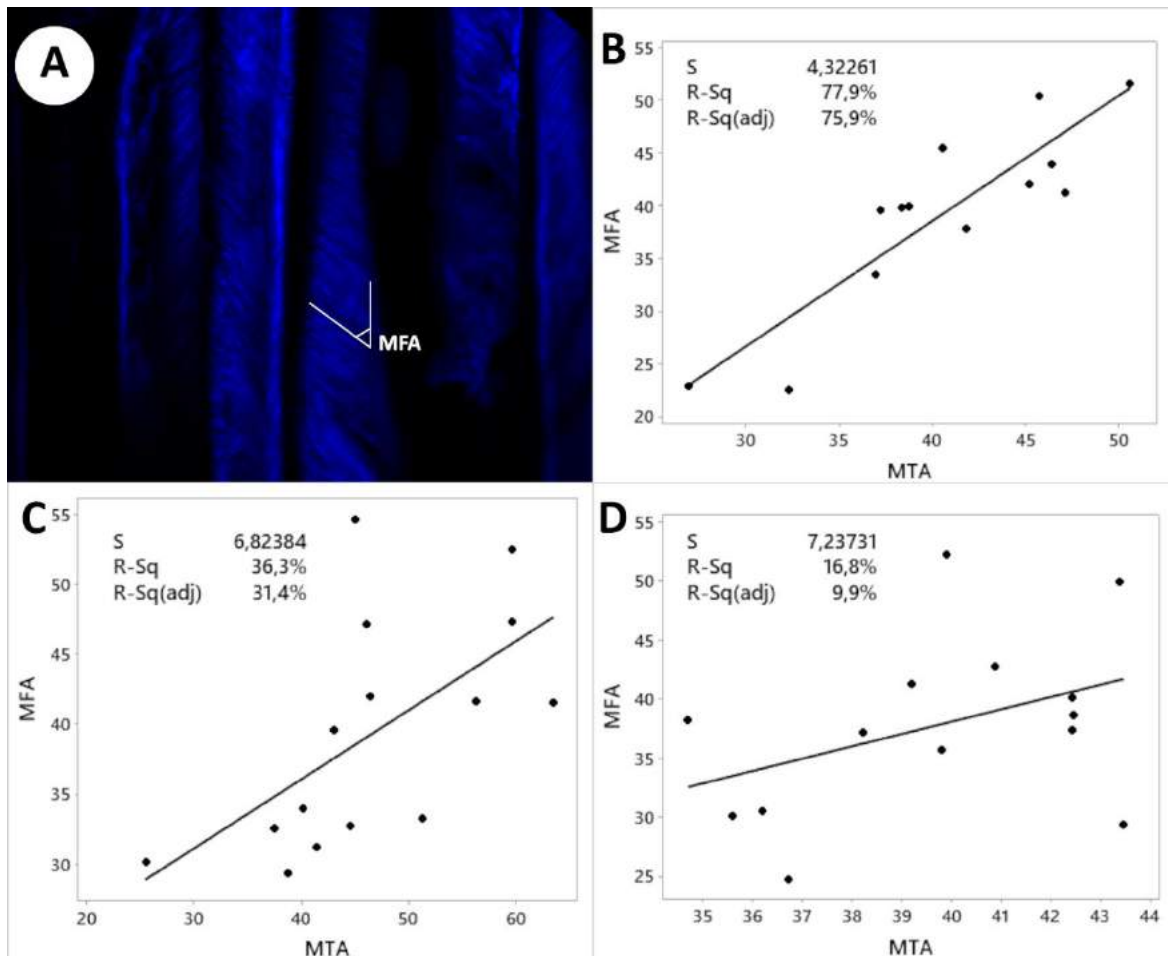 A
MFA
B
S 4,32261
R-Sq 77,9%
R-Sq(adj) 75,9%
55
50
45
40
35
30
25
20
MFA
30 35 40 45 50
MTA
C
S 6,82384
R-Sq 36,3%
R-Sq(adj) 31,4%
55
50
45
40
35
30
MFA
20 30 40 50 60
MTA
D
S 7,23731
R-Sq 16,8%
R-Sq(adj) 9,9%
55
50
45
40
35
30
25
MFA
35 36 37 38 39 40 41 42 43 44
MTA